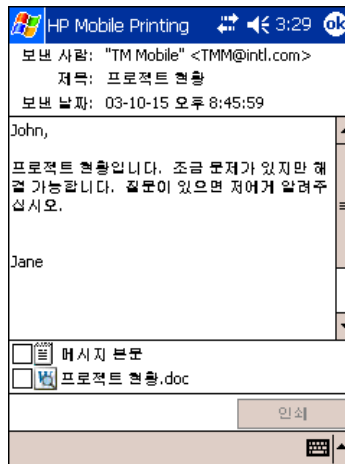 HP Mobile Printing 3:29 ok
보낸 사람: "TM Mobile" <TMM@intl.com>
제목: 프로젝트 현황
보낸 날짜: 03-10-15 오후 8:45:59
John,
프로젝트 현황입니다. 조금 문제가 있지만 해
결 가능합니다. 질문이 있으면 저에게 알려주
십시오.
Jane
메시지 본문
프로젝트 현황.doc
인쇄